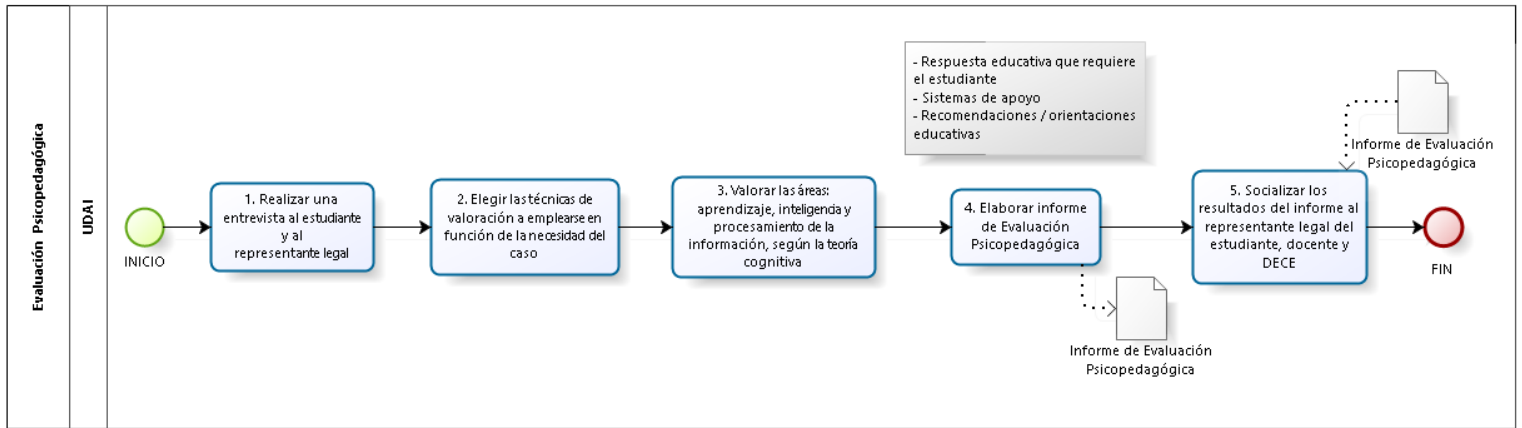 Evaluación Psicopedagógica
UDAI
INICIO
1. Realizar una
entrevista al estudiante
y al
representante legal
2. Elegir las técnicas de
valoración a emplearse en
función de la necesidad del
caso
3. Valorar las áreas:
aprendizaje, inteligencia y
procesamiento de la
información, según la teoría
cognitiva
- Respuesta educativa que requiere
el estudiante
- Sistemas de apoyo
- Recomendaciones / orientaciones
educativas
4. Elaborar informe
de Evaluación
Psicopedagógica
Informe de Evaluación
Psicopedagógica
Informe de Evaluación
Psicopedagógica
5. Socializar los
resultados del informe al
representante legal del
estudiante, docente y
DECE
FIN